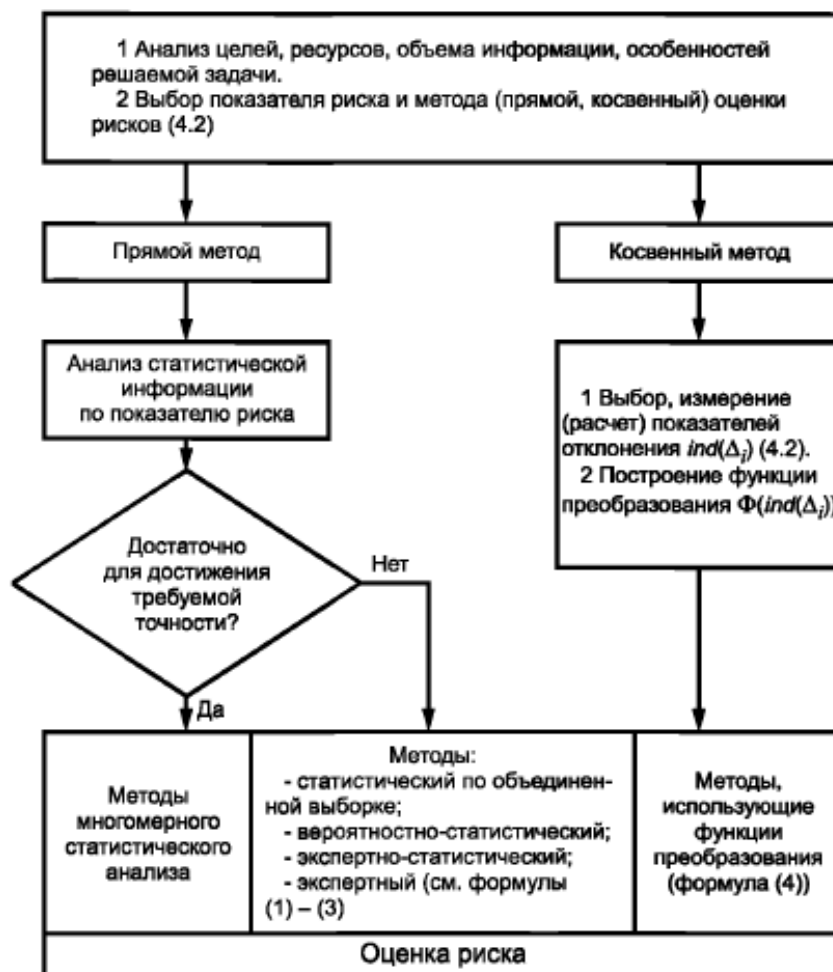 1 Анализ целей, ресурсов, объема информации, особенностей
решаемой задачи.
2 Выбор показателя риска и метода (прямой, косвенный) оценки
рисков (4.2)
Прямой метод
Косвенный метод
Анализ статистической
информации
по показателю риска
1 Выбор, измерение
(расчет) показателей
отклонения ind(Δi) (4.2).
2 Построение функции
преобразования Φ(ind(Δi))
Достаточно
для достижения
требуемой
точности?
Нет
Да
Методы
многомерного
статистического
анализа
Методы:
- статистический по объединен-
ной выборке;
- вероятностно-статистический;
- экспертно-статистический;
- экспертный (см. формулы
(1) – (3)
Методы,
использующие
функции
преобразования
(формула (4))
Оценка риска